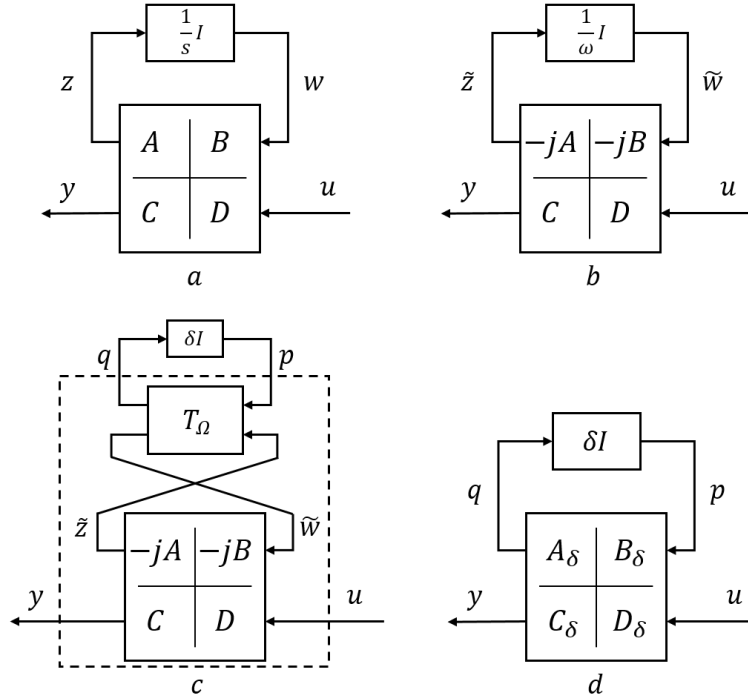 1/s I
1/ω I
z
w
z̃
w̃
A B
-jA -jB
y
u
y
u
C D
C D
a
b
δI
q
p
T_Ω
δI
q
p
z̃
w̃
-jA -jB
A_δ B_δ
y
u
y
u
C D
C_δ D_δ
c
d